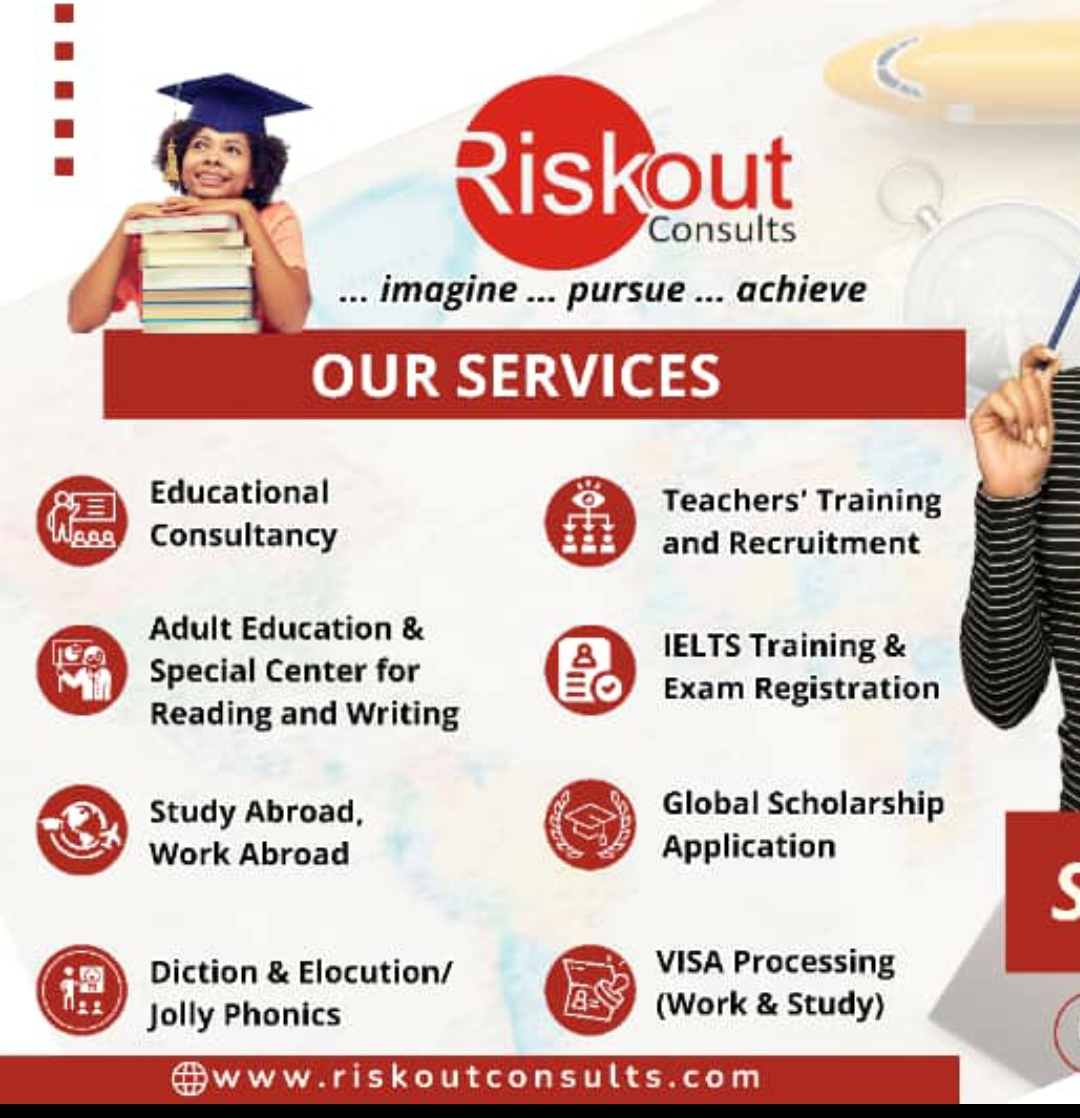 Riskout
Consults
... imagine ... pursue ... achieve
OUR SERVICES
Educational
Consultancy
Adult Education &
Special Center for
Reading and Writing
Study Abroad,
Work Abroad
Diction & Elocution/
Jolly Phonics
Teachers' Training
and Recruitment
IELTS Training &
Exam Registration
Global Scholarship
Application
VISA Processing
(Work & Study)
S
www.riskoutconsults.com